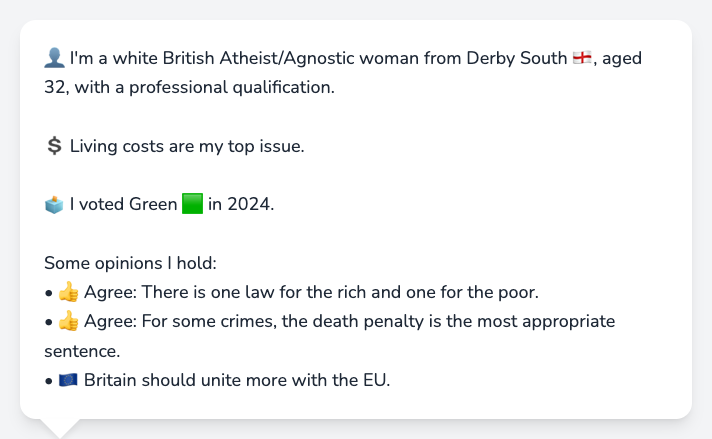 👤 I'm a white British Atheist/Agnostic woman from Derby South 🏴󠁧󠁢󠁥󠁮󠁧󠁿, aged
32, with a professional qualification.
💲 Living costs are my top issue.
🗳️ I voted Green 🟩 in 2024.
Some opinions I hold:
• 👍 Agree: There is one law for the rich and one for the poor.
• 👍 Agree: For some crimes, the death penalty is the most appropriate
sentence.
• 🇪🇺 Britain should unite more with the EU.